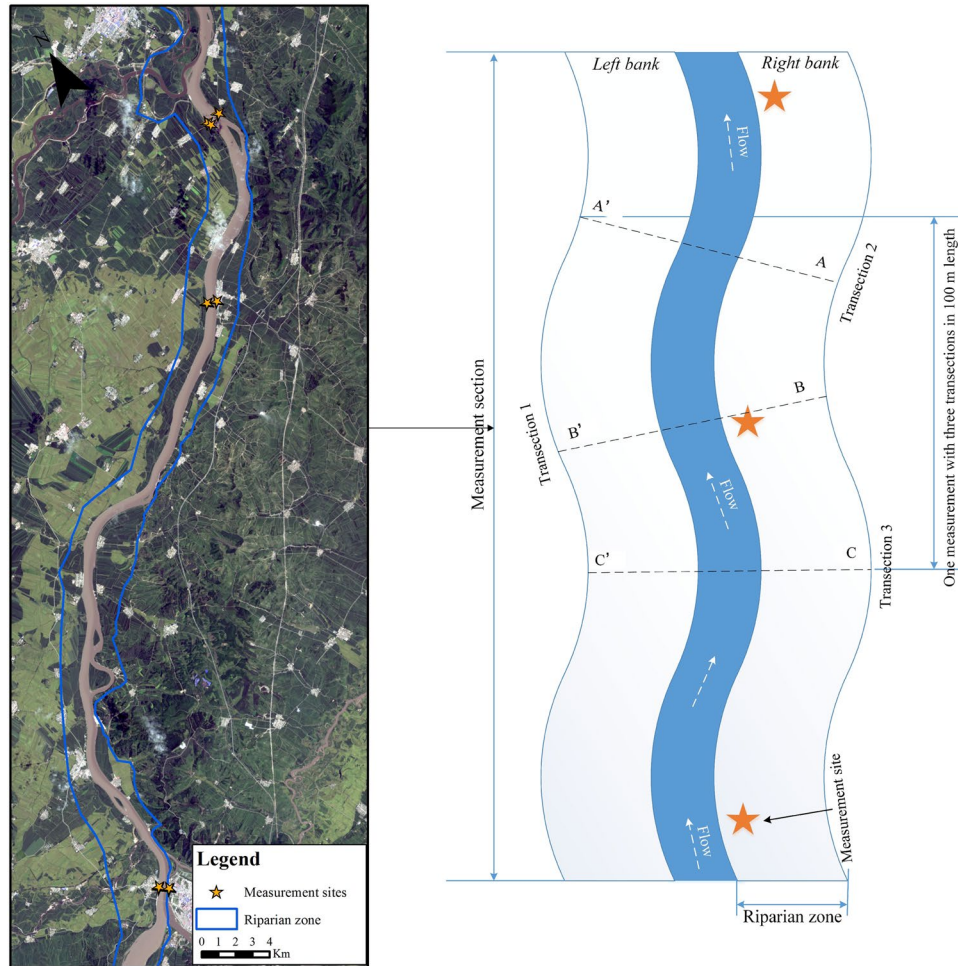 N
Legend
Measurement sites
Riparian zone
0 1 2 3 4
Km
Measurement section
Left bank
Right bank
Flow
A'
A
Transection 2
B
B'
Transection 1
Flow
C'
C
Transection 3
One measurement with three transections in 100 m length
Measurement site
Flow
Riparian zone